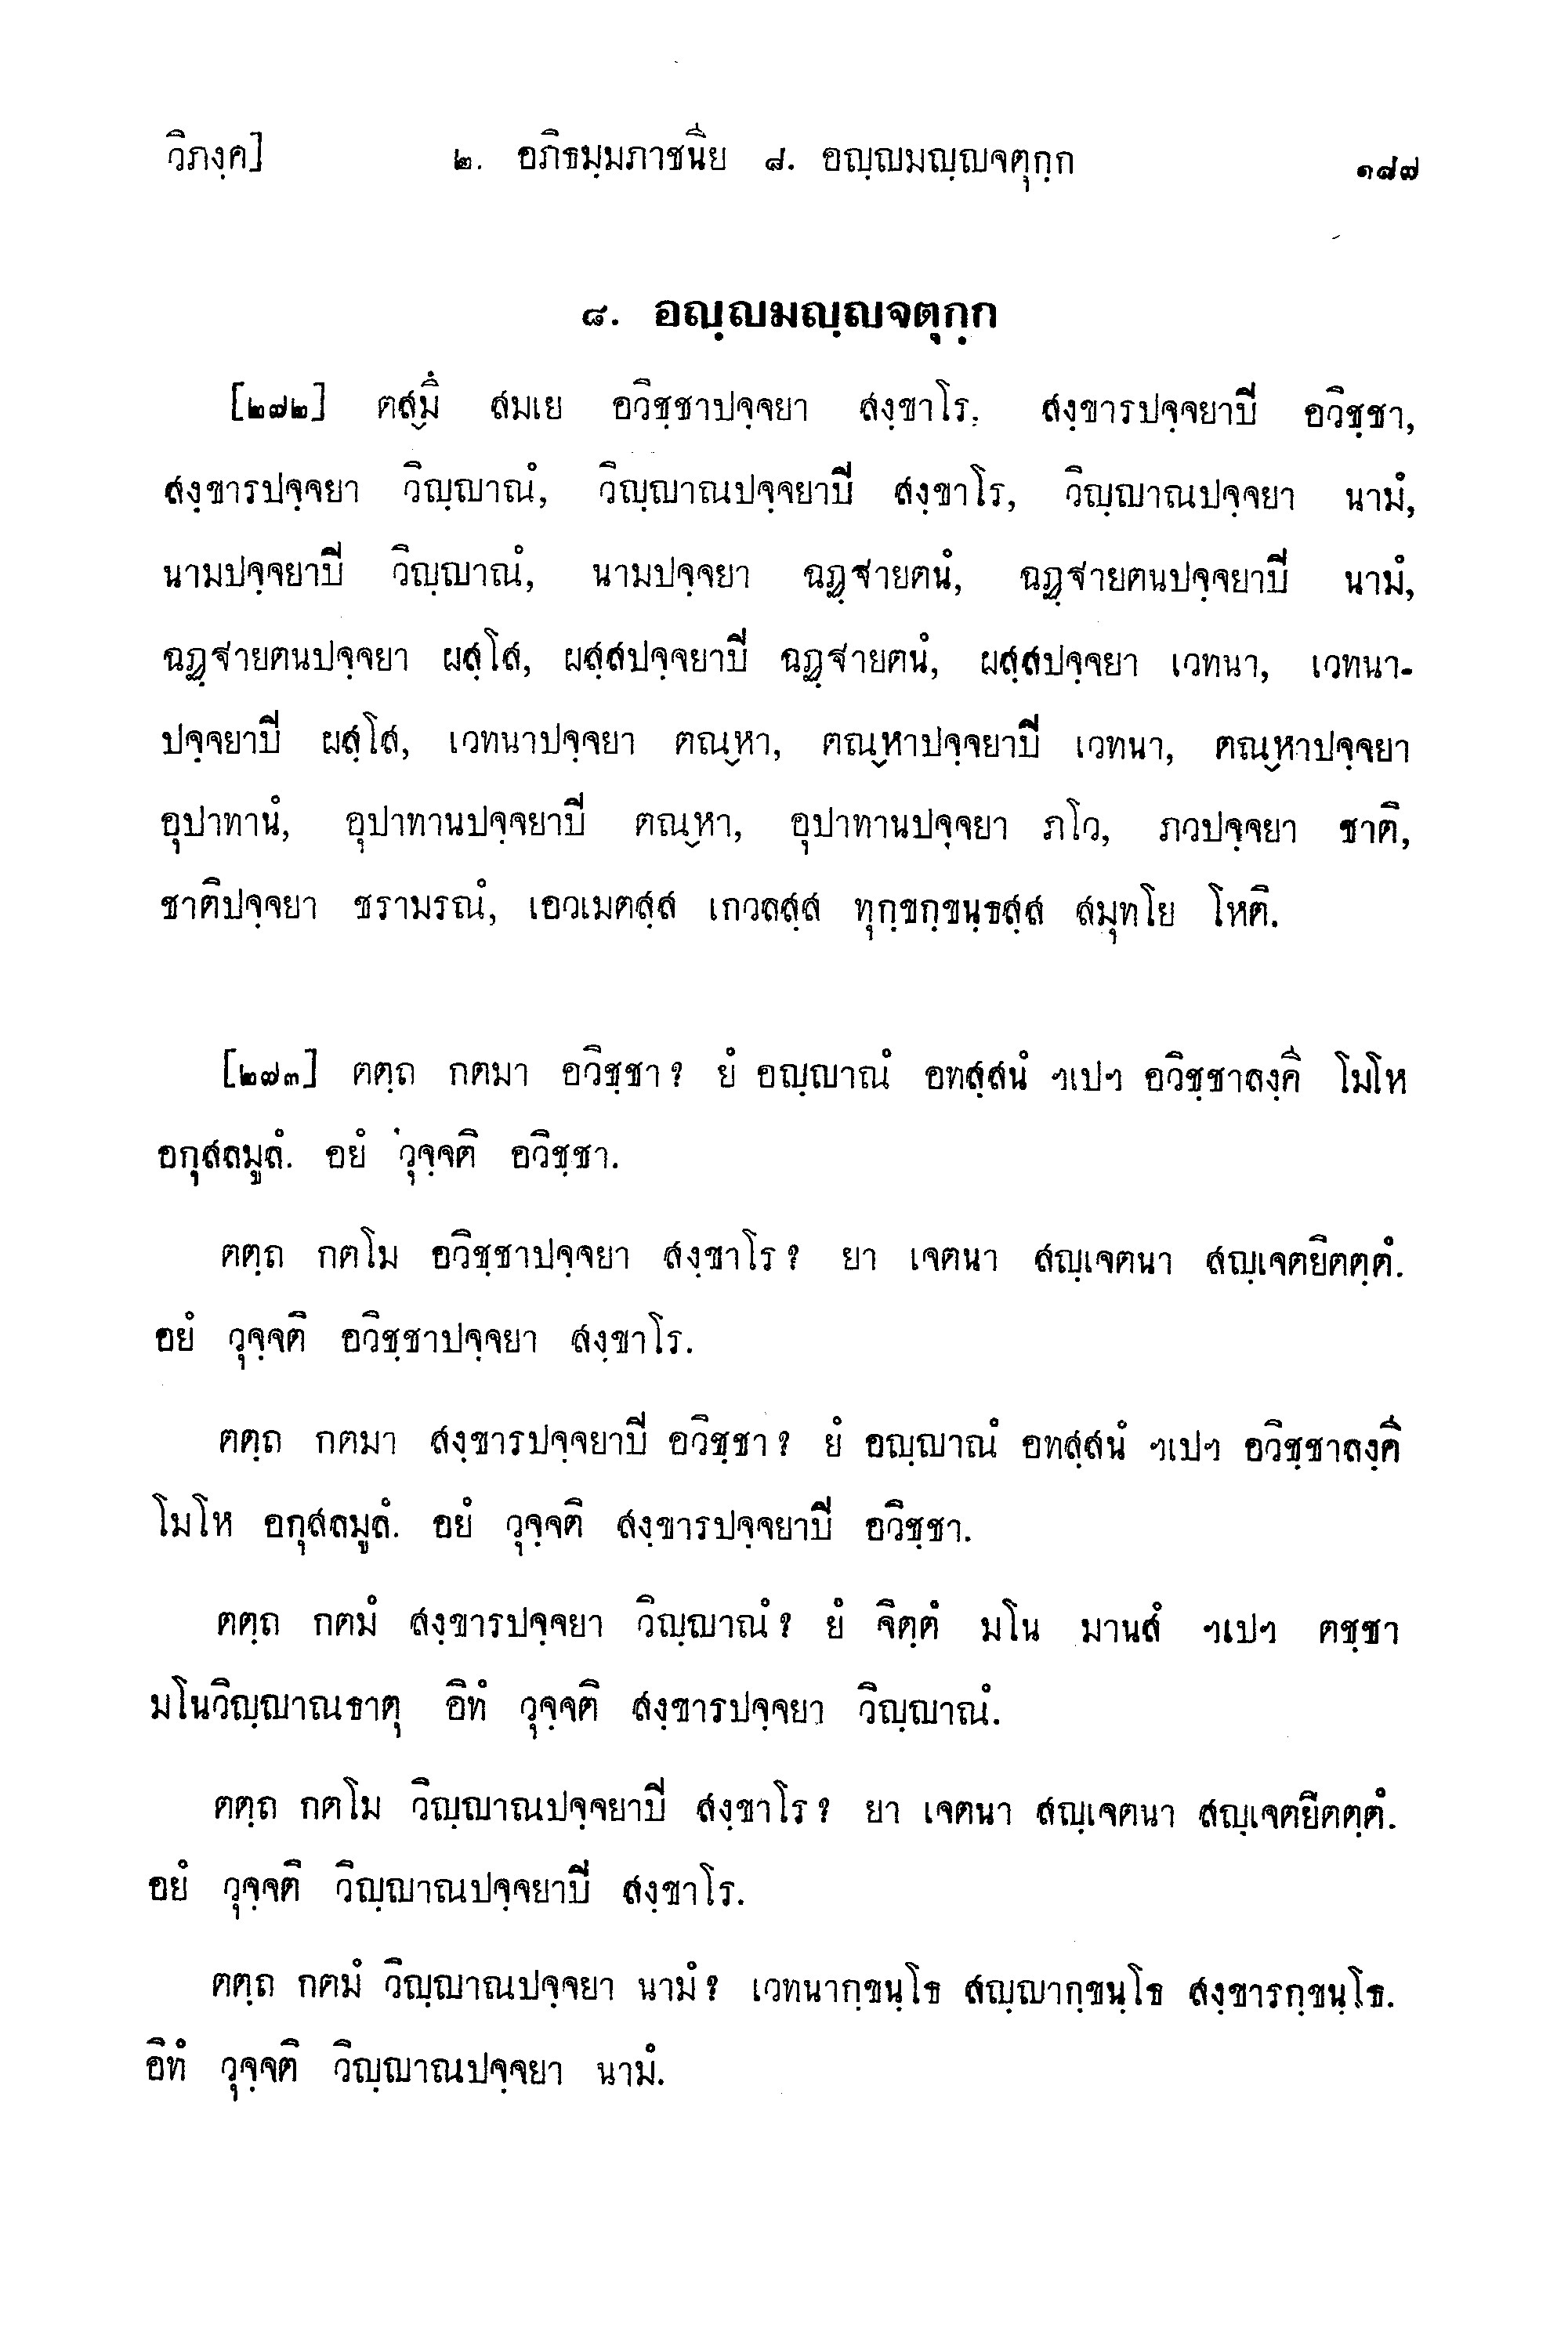 วิภงฺค]	๒. อภิธมฺมภาชนีย ๘. อญฺญมญฺญจตุกฺก	๑๘๗
๘. อญฺญมญฺญจตุกฺก
[๒๗๒] ตสฺมึ สมเย อวิชฺชาปจฺจยา สงฺขาโร, สงฺขารปจฺจยาปิ อวิชฺชา,
สงฺขารปจฺจยา วิญฺญาณํ, วิญฺญาณปจฺจยาปิ สงฺขาโร, วิญฺญาณปจฺจยา นามํ,
นามปจฺจยาปิ วิญฺญาณํ, นามปจฺจยา ฉฏฺฐายตนํ, ฉฏฺฐายตนปจฺจยาปิ นามํ,
ฉฏฺฐายตนปจฺจยา ผสฺโส, ผสฺสปจฺจยาปิ ฉฏฺฐายตนํ, ผสฺสปจฺจยา เวทนา, เวทนา-
ปจฺจยาปิ ผสฺโส, เวทนาปจฺจยา ตณฺหา, ตณฺหาปจฺจยาปิ เวทนา, ตณฺหาปจฺจยา
อุปาทานํ, อุปาทานปจฺจยาปิ ตณฺหา, อุปาทานปจฺจยา ภโว, ภวปจฺจยา ชาติ,
ชาติปจฺจยา ชรามรณํ, เอวเมตสฺส เกวลสฺส ทุกฺขกฺขนฺธสฺส สมุทโย โหติ.
[๒๗๓] ตตฺถ กตมา อวิชฺชา? ยํ อญฺญาณํ อทสฺสนํ ฯเปฯ อวิชฺชาลงฺคี โมโห
อกุสลมูลํ. อยํ วุจฺจติ อวิชฺชา.
ตตฺถ กตโม อวิชฺชาปจฺจยา สงฺขาโร? ยา เจตนา สญฺเจตนา สญฺเจตยิตตฺตํ.
อยํ วุจฺจติ อวิชฺชาปจฺจยา สงฺขาโร.
ตตฺถ กตมา สงฺขารปจฺจยาปิ อวิชฺชา? ยํ อญฺญาณํ อทสฺสนํ ฯเปฯ อวิชฺชาลงฺคี
โมโห อกุสลมูลํ. อยํ วุจฺจติ สงฺขารปจฺจยาปิ อวิชฺชา.
ตตฺถ กตมํ สงฺขารปจฺจยา วิญฺญาณํ? ยํ จิตฺตํ มโน มานสํ ฯเปฯ ตชฺชา
มโนวิญฺญาณธาตุ อิทํ วุจฺจติ สงฺขารปจฺจยา วิญฺญาณํ.
ตตฺถ กตโม วิญฺญาณปจฺจยาปิ สงฺขาโร? ยา เจตนา สญฺเจตนา สญฺเจตยิตตฺตํ.
อยํ วุจฺจติ วิญฺญาณปจฺจยาปิ สงฺขาโร.
ตตฺถ กตมํ วิญฺญาณปจฺจยา นามํ? เวทนากฺขนฺโธ สญฺญากฺขนฺโธ สงฺขารกฺขนฺโธ.
อิทํ วุจฺจติ วิญฺญาณปจฺจยา นามํ.